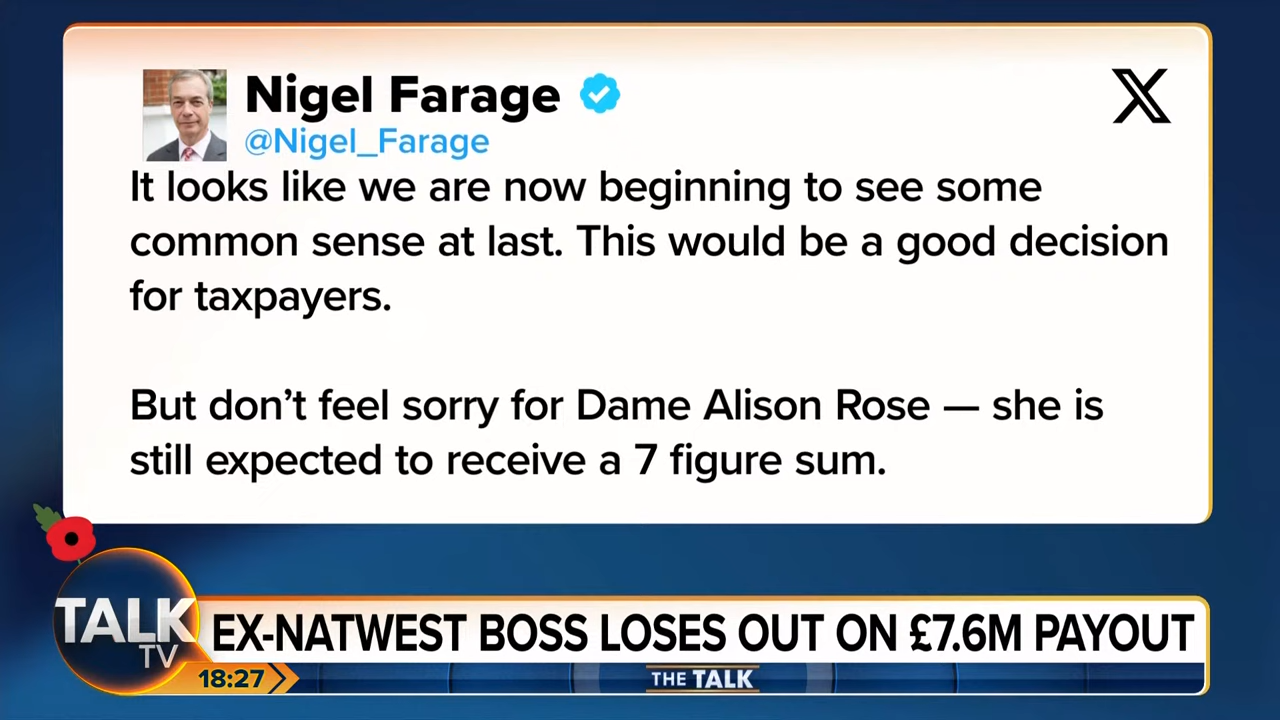 Nigel Farage
@Nigel_Farage
X
It looks like we are now beginning to see some
common sense at last. This would be a good decision
for taxpayers.
But don’t feel sorry for Dame Alison Rose — she is
still expected to receive a 7 figure sum.
TALK
TV
EX-NATWEST BOSS LOSES OUT ON £7.6M PAYOUT
18:27
THE TALK